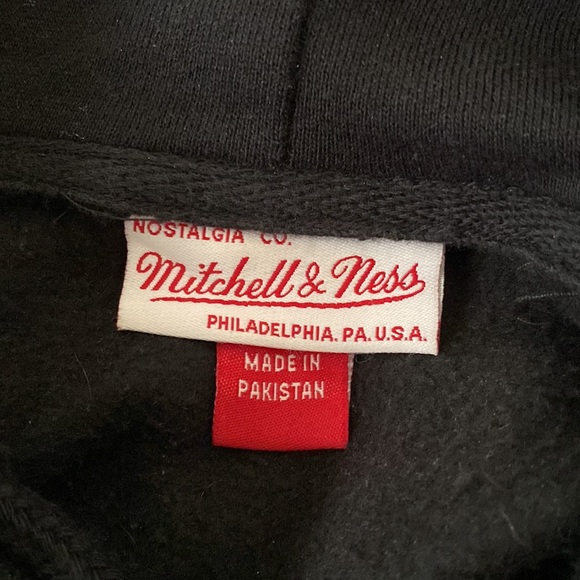 NOSTALGIA CO.
Mitchell & Ness
PHILADELPHIA. PA. U.S.A.
MADE IN
PAKISTAN